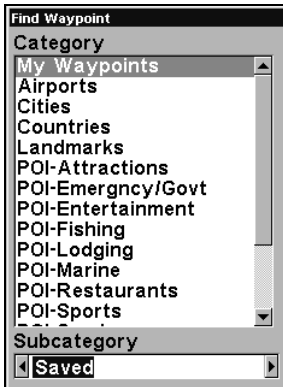 Find Waypoint
Category
My Waypoints
Airports
Cities
Countries
Landmarks
POI-Attractions
POI-Emergncy/Govt
POI-Entertainment
POI-Fishing
POI-Lodging
POI-Marine
POI-Restaurants
POI-Sports
Subcategory
Saved